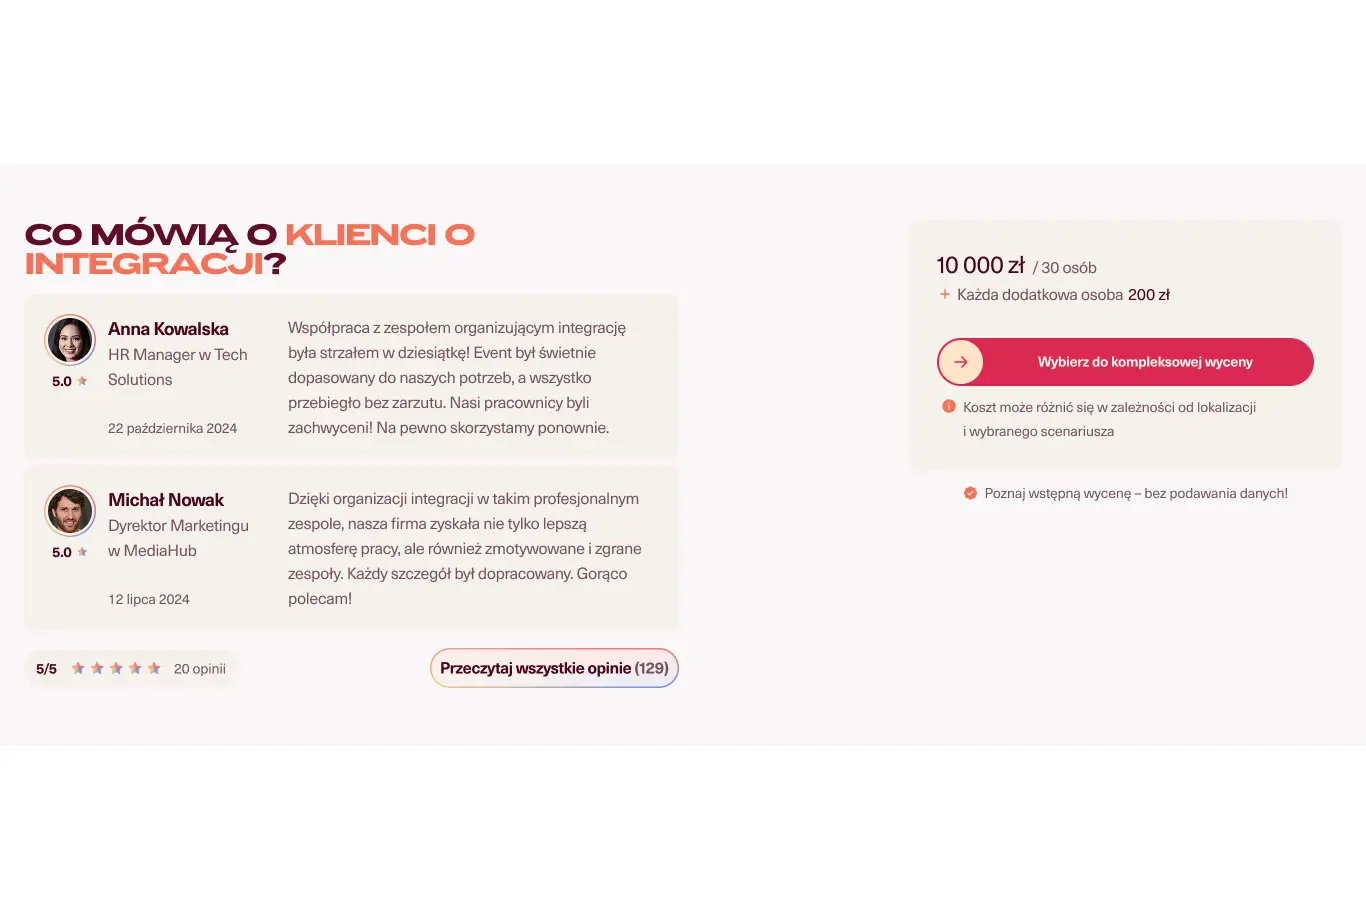 CO MÓWIĄ O KLIENCI O
INTEGRACJI?
Anna Kowalska
HR Manager w Tech
Solutions
5.0
22 października 2024
Współpraca z zespołem organizującym integrację
była strzałem w dziesiątkę! Event był świetnie
dopasowany do naszych potrzeb, a wszystko
przebiegło bez zarzutu. Nasi pracownicy byli
zachwyceni! Na pewno skorzystamy ponownie.
Michał Nowak
Dyrektor Marketingu
w MediaHub
5.0
12 lipca 2024
Dzięki organizacji integracji w takim profesjonalnym
zespole, nasza firma zyskała nie tylko lepszą
atmosferę pracy, ale również zmotywowane i zgrane
zespoły. Każdy szczegół był dopracowany. Gorąco
polecam!
5/5 20 opinii
Przeczytaj wszystkie opinie (129)
10 000 zł / 30 osób
+ Każda dodatkowa osoba 200 zł
Wybierz do kompleksowej wyceny
Koszt może różnić się w zależności od lokalizacji
i wybranego scenariusza
Poznaj wstępną wycenę – bez podawania danych!